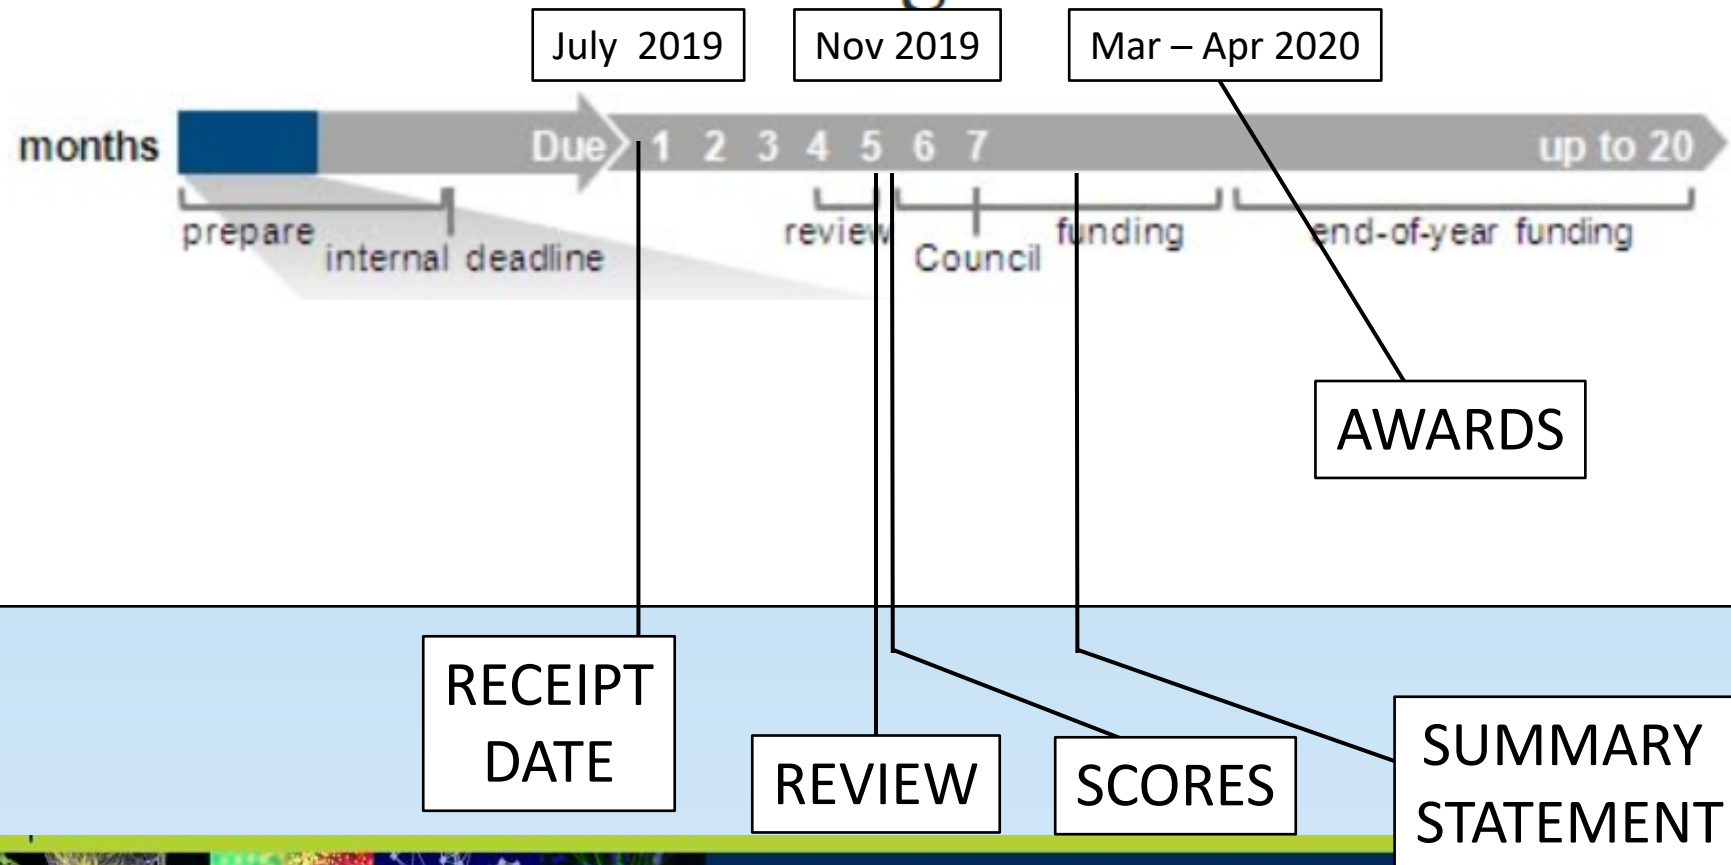 July 2019
Nov 2019
Mar – Apr 2020
months
Due 1 2 3 4 5 6 7 up to 20
prepare
internal deadline
review
Council
funding
end-of-year funding
AWARDS
RECEIPT
DATE
REVIEW
SCORES
SUMMARY
STATEMENT